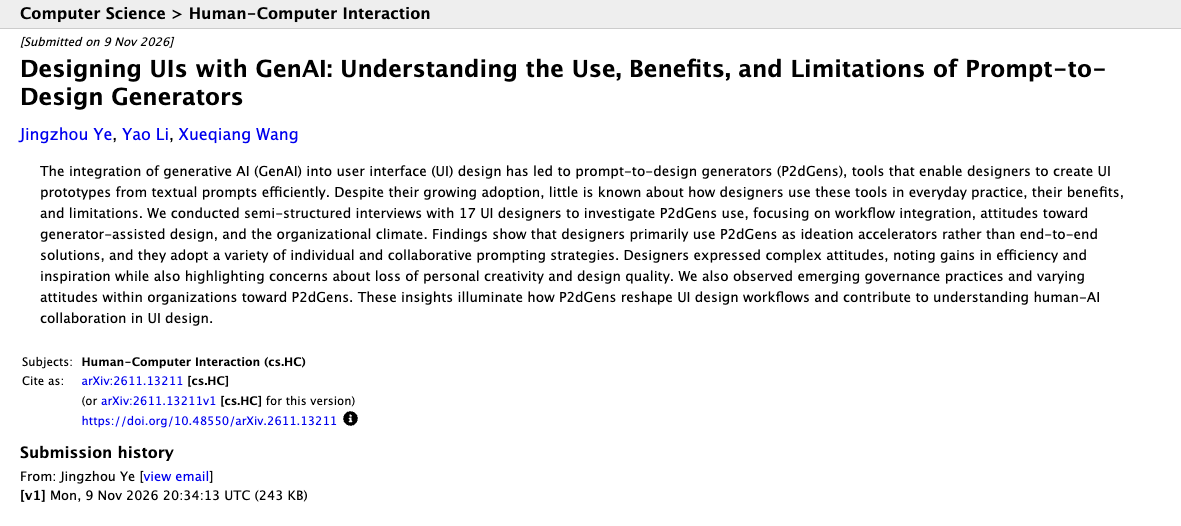 Computer Science > Human-Computer Interaction
[Submitted on 9 Nov 2026]
Designing UIs with GenAI: Understanding the Use, Benefits, and Limitations of Prompt-to-
Design Generators
Jingzhou Ye, Yao Li, Xueqiang Wang
The integration of generative AI (GenAI) into user interface (UI) design has led to prompt-to-design generators (P2dGens), tools that enable designers to create UI
prototypes from textual prompts efficiently. Despite their growing adoption, little is known about how designers use these tools in everyday practice, their benefits,
and limitations. We conducted semi-structured interviews with 17 UI designers to investigate P2dGens use, focusing on workflow integration, attitudes toward
generator-assisted design, and the organizational climate. Findings show that designers primarily use P2dGens as ideation accelerators rather than end-to-end
solutions, and they adopt a variety of individual and collaborative prompting strategies. Designers expressed complex attitudes, noting gains in efficiency and
inspiration while also highlighting concerns about loss of personal creativity and design quality. We also observed emerging governance practices and varying
attitudes within organizations toward P2dGens. These insights illuminate how P2dGens reshape UI design workflows and contribute to understanding human-AI
collaboration in UI design.
Subjects: Human-Computer Interaction (cs.HC)
Cite as: arXiv:2611.13211 [cs.HC]
(or arXiv:2611.13211v1 [cs.HC] for this version)
https://doi.org/10.48550/arXiv.2611.13211
Submission history
From: Jingzhou Ye [view email]
[v1] Mon, 9 Nov 2026 20:34:13 UTC (243 KB)